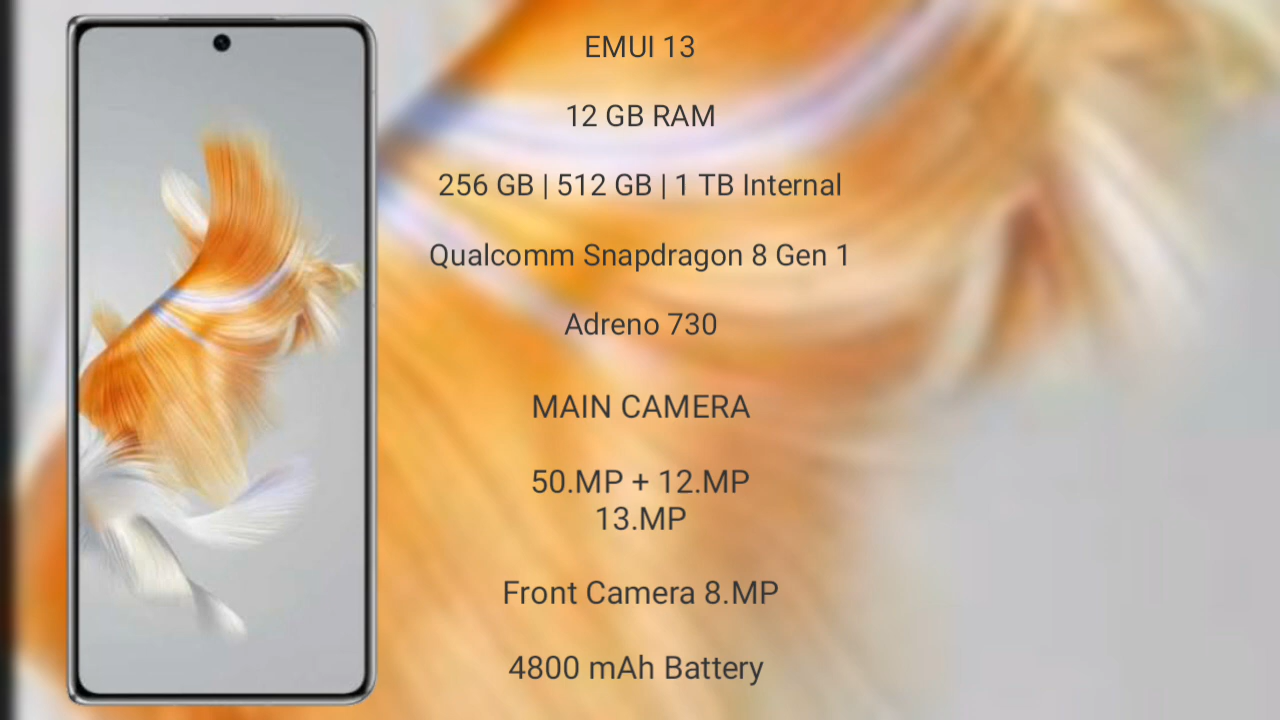 EMUI 13
12 GB RAM
256 GB | 512 GB | 1 TB Internal
Qualcomm Snapdragon 8 Gen 1
Adreno 730
MAIN CAMERA
50.MP + 12.MP
13.MP
Front Camera 8.MP
4800 mAh Battery